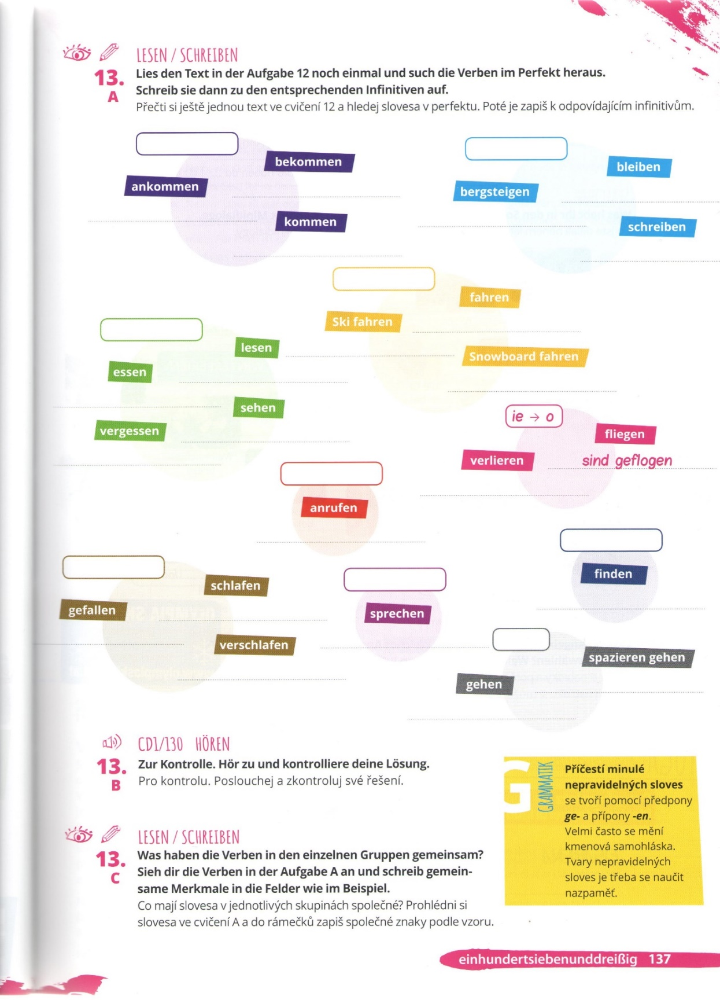 LESEN / SCHREIBEN
13.
A
Lies den Text in der Aufgabe 12 noch einmal und such die Verben im Perfekt heraus.
Schreib sie dann zu den entsprechenden Infinitiven auf.
Přečti si ještě jednou text ve cvičení 12 a hledej slovesa v perfektu. Poté je zapiš k odpovídajícím infinitivům.
bekommen
ankommen
kommen
bleiben
bergsteigen
schreiben
fahren
Ski fahren
Snowboard fahren
lesen
essen
sehen
vergessen
ie → o
fliegen
verlieren
sind geflogen
anrufen
finden
schlafen
gefallen
verschlafen
sprechen
spazieren gehen
gehen
CD1/130 HÖREN
13.
B
Zur Kontrolle. Hör zu und kontrolliere deine Lösung.
Pro kontrolu. Poslouchej a zkontroluj své řešení.
LESEN / SCHREIBEN
13.
C
Was haben die Verben in den einzelnen Gruppen gemeinsam?
Sieh dir die Verben in der Aufgabe A an und schreib gemein-
same Merkmale in die Felder wie im Beispiel.
Co mají slovesa v jednotlivých skupinách společné? Prohlédni si
slovesa ve cvičení A a do rámečků zapiš společné znaky podle vzoru.
G
GRAMMATIK
Příčestí minulé
nepravidelných sloves
se tvoří pomocí předpony
ge- a přípony -en.
Velmi často se mění
kmenová samohláska.
Tvary nepravidelných
sloves je třeba se naučit
nazpaměť.
einhundertsiebenunddreißig 137